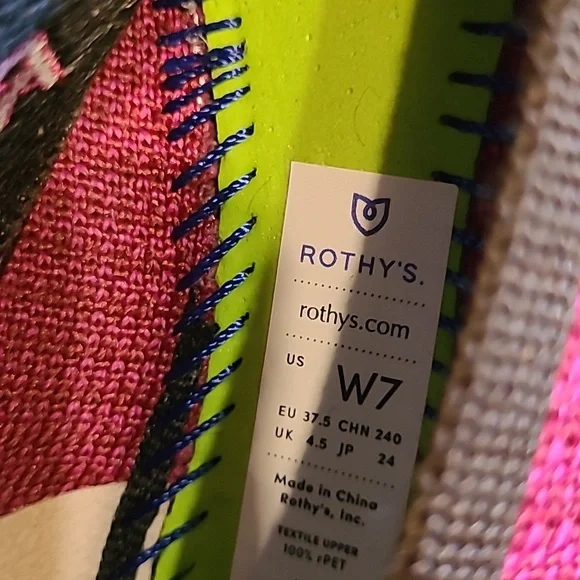 ROTHY'S.
rothys.com
US W7
EU 37.5 CHN 240
UK 4.5 JP 24
Made in China
Rothy's, Inc.
TEXTILE UPPER
100% rPET